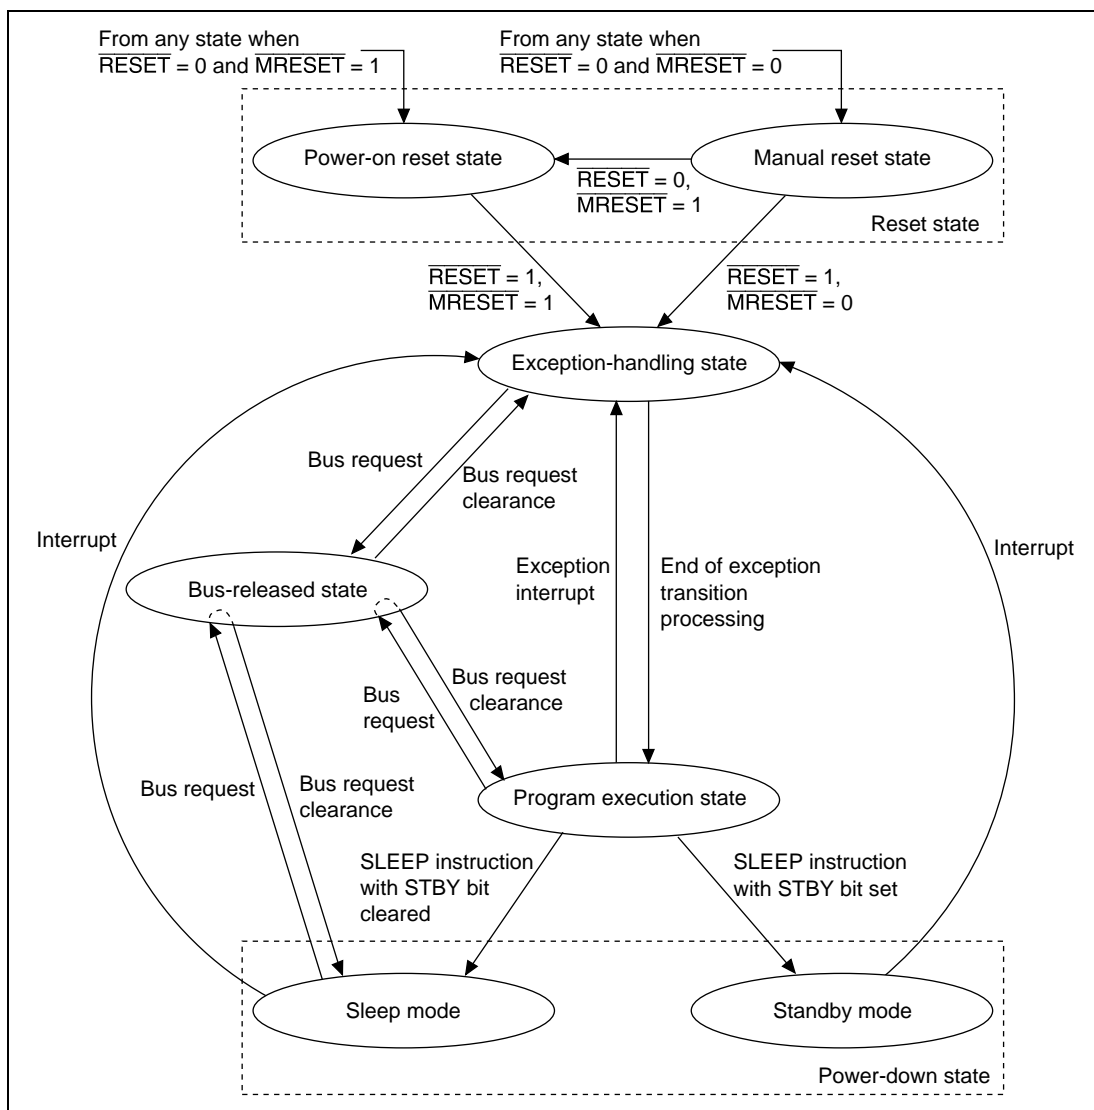 From any state when
RESET = 0 and MRESET = 1
From any state when
RESET = 0 and MRESET = 0
Power-on reset state
Manual reset state
RESET = 0,
MRESET = 1
Reset state
RESET = 1,
MRESET = 1
RESET = 1,
MRESET = 0
Exception-handling state
Bus request
Bus request
clearance
Interrupt
Interrupt
Exception
interrupt
End of exception
transition
processing
Bus-released state
Bus
request
Bus request
clearance
Bus request
Bus request
clearance
Program execution state
SLEEP instruction
with STBY bit
cleared
SLEEP instruction
with STBY bit set
Sleep mode
Standby mode
Power-down state